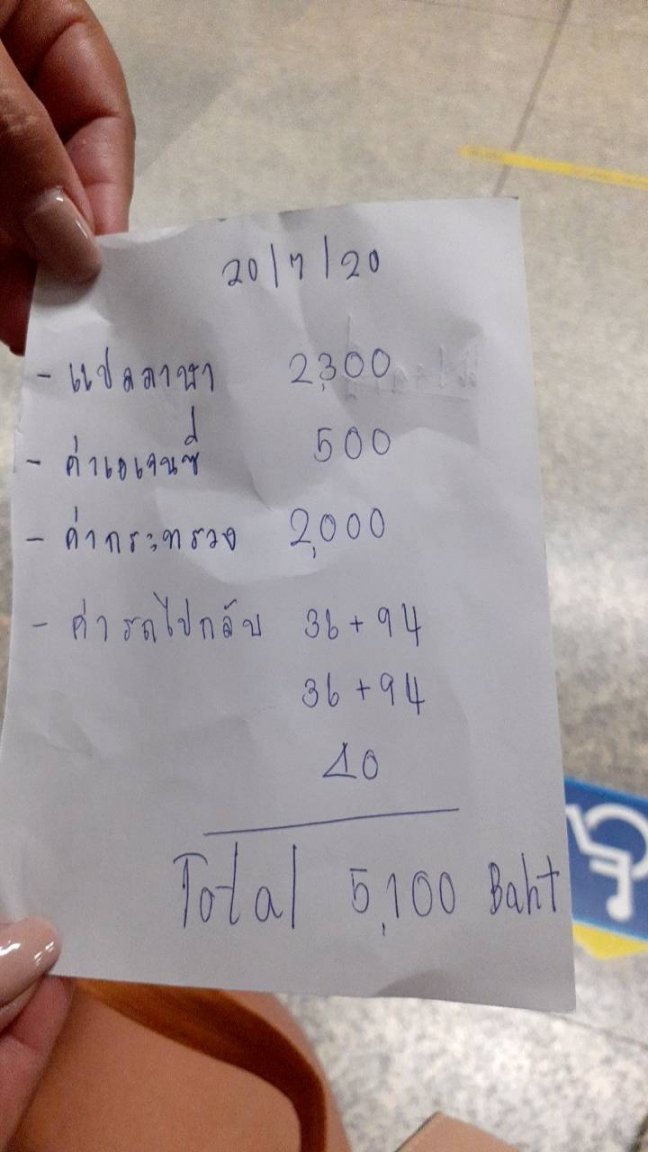 20/7/20
- แปลภาษา 2,300
- ค่าเอเจนซี่ 500
- ค่ากระทรวง 2,000
- ค่ารถไปกลับ 36+94
36+94
40
Total 5,100 Baht